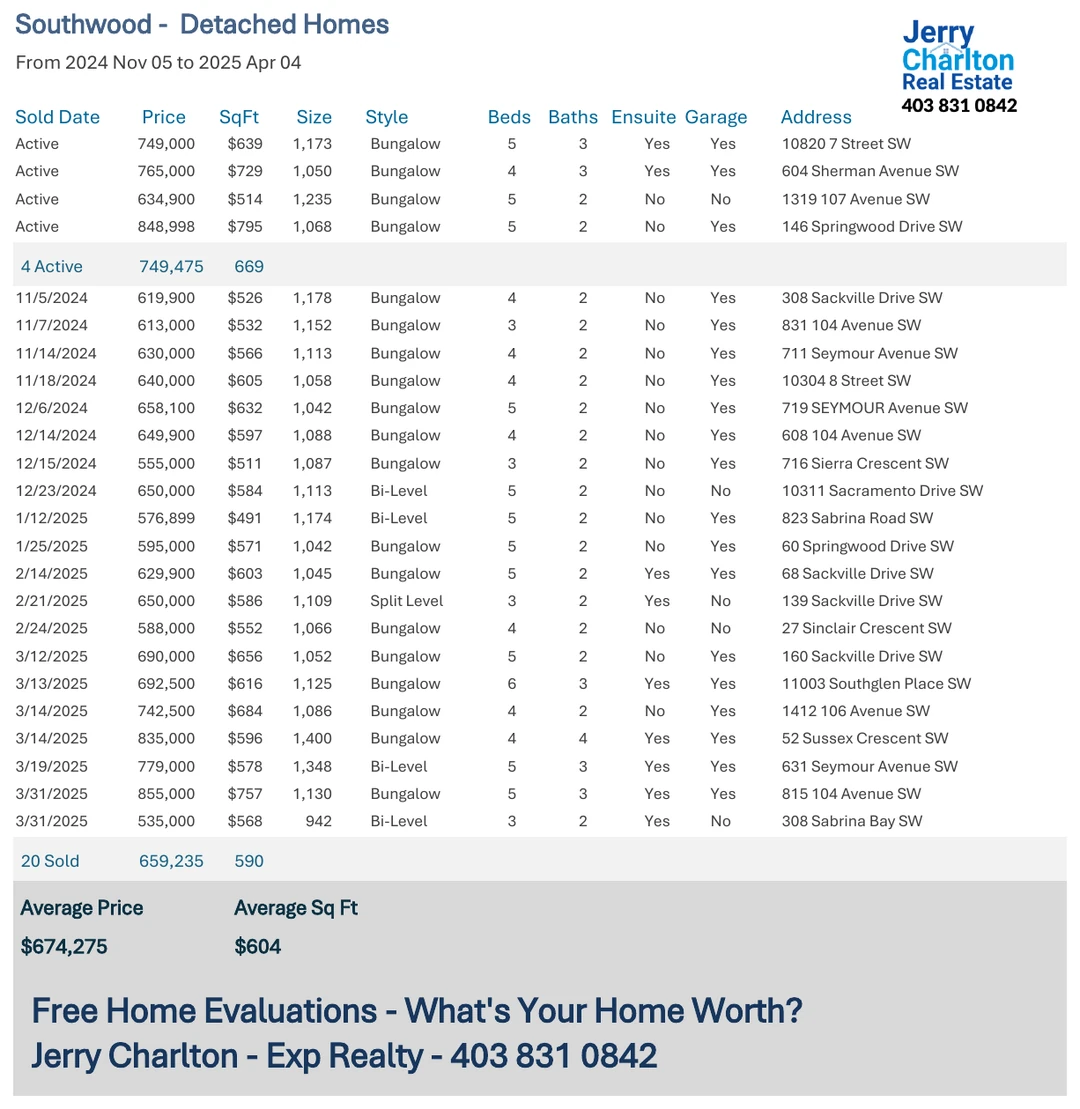 Southwood - Detached Homes
From 2024 Nov 05 to 2025 Apr 04
Jerry
Charlton
Real Estate
403 831 0842
Sold Date Price SqFt Size Style Beds Baths Ensuite Garage Address
Active 749,000 $639 1,173 Bungalow 5 3 Yes Yes 10820 7 Street SW
Active 765,000 $729 1,050 Bungalow 4 3 Yes Yes 604 Sherman Avenue SW
Active 634,900 $514 1,235 Bungalow 5 2 No No 1319 107 Avenue SW
Active 848,998 $795 1,068 Bungalow 5 2 No Yes 146 Springwood Drive SW
4 Active 749,475 669
11/5/2024 619,900 $526 1,178 Bungalow 4 2 No Yes 308 Sackville Drive SW
11/7/2024 613,000 $532 1,152 Bungalow 3 2 No Yes 831 104 Avenue SW
11/14/2024 630,000 $566 1,113 Bungalow 4 2 No Yes 711 Seymour Avenue SW
11/18/2024 640,000 $605 1,058 Bungalow 4 2 No Yes 10304 8 Street SW
12/6/2024 658,100 $632 1,042 Bungalow 5 2 No Yes 719 SEYMOUR Avenue SW
12/14/2024 649,900 $597 1,088 Bungalow 4 2 No Yes 608 104 Avenue SW
12/15/2024 555,000 $511 1,087 Bungalow 3 2 No Yes 716 Sierra Crescent SW
12/23/2024 650,000 $584 1,113 Bi-Level 5 2 No No 10311 Sacramento Drive SW
1/12/2025 576,899 $491 1,174 Bi-Level 5 2 No Yes 823 Sabrina Road SW
1/25/2025 595,000 $571 1,042 Bungalow 5 2 No Yes 60 Springwood Drive SW
2/14/2025 629,900 $603 1,045 Bungalow 5 2 Yes Yes 68 Sackville Drive SW
2/21/2025 650,000 $586 1,109 Split Level 3 2 Yes No 139 Sackville Drive SW
2/24/2025 588,000 $552 1,066 Bungalow 4 2 No No 27 Sinclair Crescent SW
3/12/2025 690,000 $656 1,052 Bungalow 5 2 No Yes 160 Sackville Drive SW
3/13/2025 692,500 $616 1,125 Bungalow 6 3 Yes Yes 11003 Southglen Place SW
3/14/2025 742,500 $684 1,086 Bungalow 4 2 No Yes 1412 106 Avenue SW
3/14/2025 835,000 $596 1,400 Bungalow 4 4 Yes Yes 52 Sussex Crescent SW
3/19/2025 779,000 $578 1,348 Bi-Level 5 3 Yes Yes 631 Seymour Avenue SW
3/31/2025 855,000 $757 1,130 Bungalow 5 3 Yes Yes 815 104 Avenue SW
3/31/2025 535,000 $568 942 Bi-Level 3 2 Yes No 308 Sabrina Bay SW
20 Sold 659,235 590
Average Price Average Sq Ft
$674,275 $604
Free Home Evaluations - What's Your Home Worth?
Jerry Charlton - Exp Realty - 403 831 0842